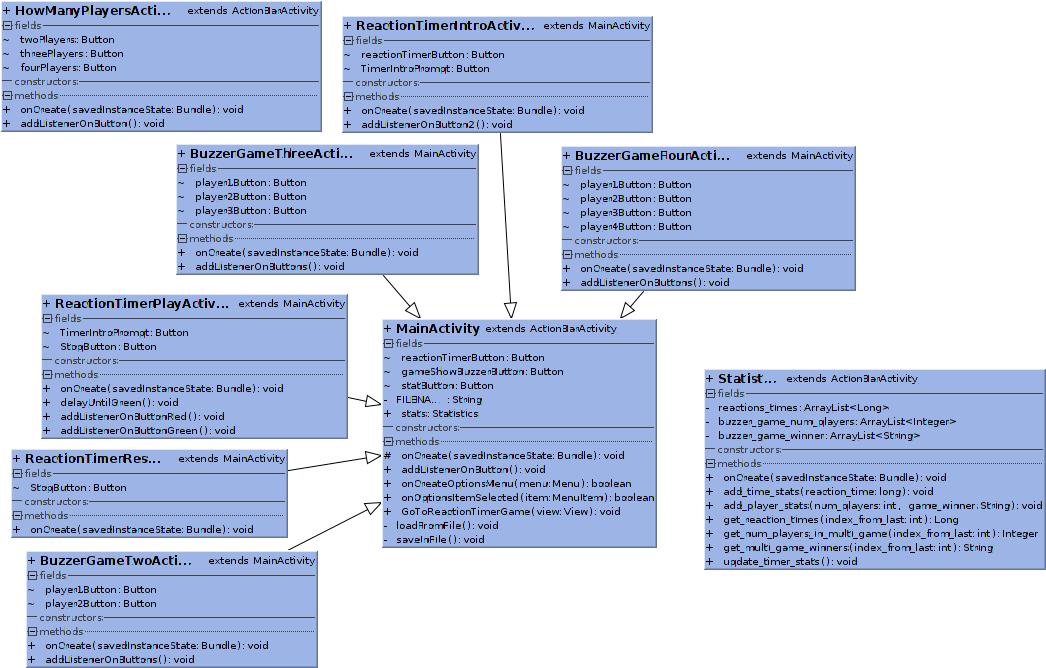 + HowManyPlayersActi... extends ActionBarActivity
fields
~ twoPlayers: Button
~ threePlayers: Button
~ fourPlayers: Button
constructors:
methods
+ onCreate(savedInstanceState: Bundle): void
+ addListenerOnButton(): void
+ ReactionTimerIntroActiv... extends MainActivity
fields
~ reactionTimerButton: Button
~ TimerIntroPrompt: Button
constructors:
methods
+ onCreate(savedInstanceState: Bundle): void
+ addListenerOnButton2(): void
+ BuzzerGameThreeActi... extends MainActivity
fields
~ player1Button: Button
~ player2Button: Button
~ player3Button: Button
constructors:
methods
+ onCreate(savedInstanceState: Bundle): void
+ addListenerOnButtons(): void
+ BuzzerGameFourActi... extends MainActivity
fields
~ player1Button: Button
~ player2Button: Button
~ player3Button: Button
~ player4Button: Button
constructors:
methods
+ onCreate(savedInstanceState: Bundle): void
+ addListenerOnButtons(): void
+ ReactionTimerPlayActiv... extends MainActivity
fields
~ TimerIntroPrompt: Button
~ StopButton: Button
constructors:
methods
+ onCreate(savedInstanceState: Bundle): void
+ delayUntilGreen(): void
+ addListenerOnButtonRed(): void
+ addListenerOnButtonGreen(): void
+ MainActivity extends ActionBarActivity
fields
~ reactionTimerButton: Button
~ gameShowBuzzerButton: Button
~ statButton: Button
- FILENA...: String
+ stats: Statistics
constructors:
methods
# onCreate(savedInstanceState: Bundle): void
+ addListenerOnButton(): void
+ onCreateOptionsMenu(menu: Menu): boolean
+ onOptionsItemSelected(item: MenuItem): boolean
+ GoToReactionTimerGame(view: View): void
- loadFromFile(): void
- saveInFile(): void
+ Statist... extends ActionBarActivity
fields
- reactions_times: ArrayList<Long>
- buzzer_game_num_players: ArrayList<Integer>
- buzzer_game_winner: ArrayList<String>
constructors:
methods
+ onCreate(savedInstanceState: Bundle): void
+ add_time_stats(reaction_time: long): void
+ add_player_stats(num_players: int, game_winner: String): void
+ get_reaction_times(index_from_last: int): Long
+ get_num_players_in_multi_game(index_from_last: int): Integer
+ get_multi_game_winners(index_from_last: int): String
+ update_timer_stats(): void
+ ReactionTimerRes... extends MainActivity
fields
~ StopButton: Button
constructors:
methods
+ onCreate(savedInstanceState: Bundle): void
+ BuzzerGameTwoActi... extends MainActivity
fields
~ player1Button: Button
~ player2Button: Button
constructors:
methods
+ onCreate(savedInstanceState: Bundle): void
+ addListenerOnButtons(): void